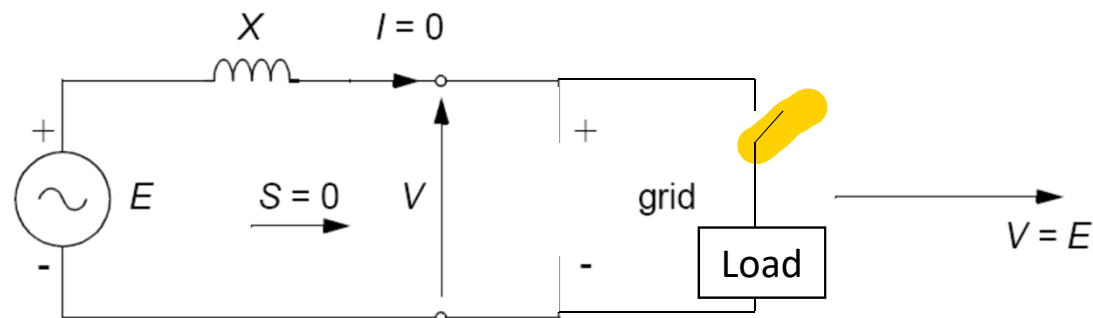 X
I = 0
+
+
E
S = 0
V
grid
V = E
-
-
Load